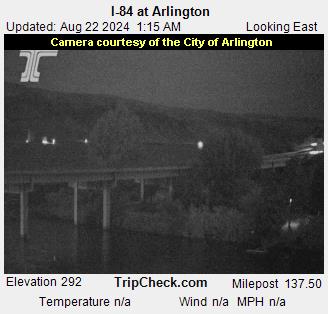 I-84 at Arlington
Updated: Aug 22 2024 1:15 AM Looking East
Camera courtesy of the City of Arlington
Elevation 292 TripCheck.com Milepost 137.50
Temperature n/a Wind n/a MPH n/a